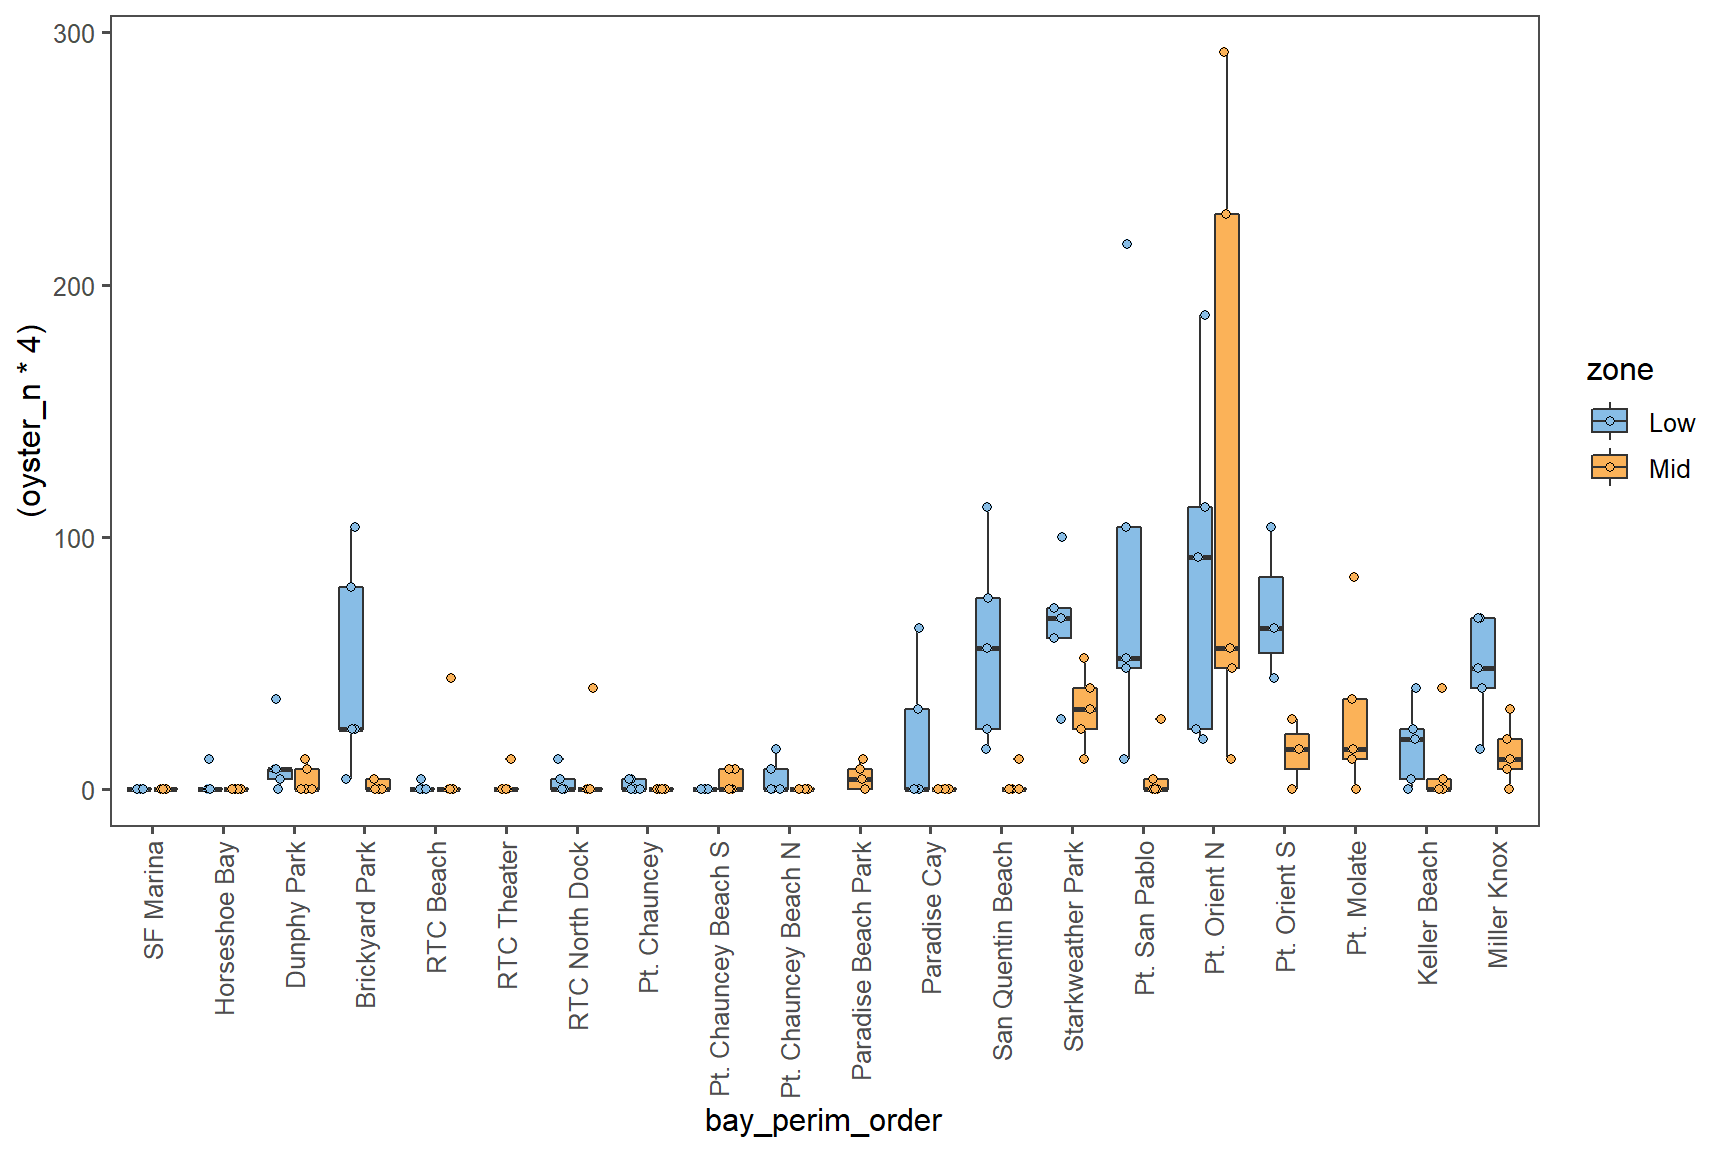 300
200
100
0
(oyster_n * 4)
SF Marina
Horseshoe Bay
Dunphy Park
Brickyard Park
RTC Beach
RTC Theater
RTC North Dock
Pt. Chauncey
Pt. Chauncey Beach S
Pt. Chauncey Beach N
Paradise Beach Park
Paradise Cay
San Quentin Beach
Starkweather Park
Pt. San Pablo
Pt. Orient N
Pt. Orient S
Pt. Molate
Keller Beach
Miller Knox
bay_perim_order
zone
Low
Mid